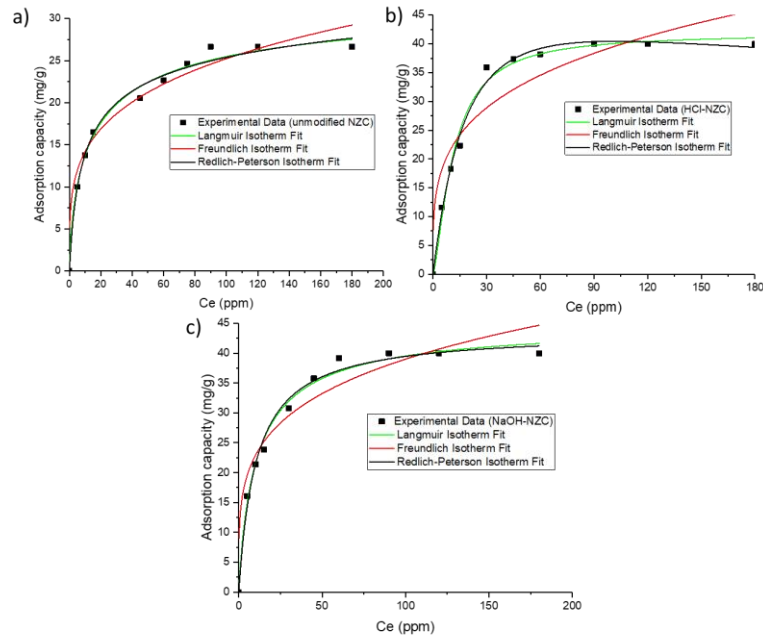 a)
30
25
20
15
10
5
0
Adsorption capacity (mg/g)
Experimental Data (unmodified NZC)
Langmuir Isotherm Fit
Freundlich Isotherm Fit
Redlich-Peterson Isotherm Fit
0 20 40 60 80 100 120 140 160 180 200
Ce (ppm)
b)
45
40
35
30
25
20
15
10
5
0
Adsorption capacity (mg/g)
Experimental Data (HCl-NZC)
Langmuir Isotherm Fit
Freundlich Isotherm Fit
Redlich-Peterson Isotherm Fit
0 30 60 90 120 150 180
Ce (ppm)
c)
45
40
35
30
25
20
15
10
5
0
Adsorption capacity (mg/g)
Experimental Data (NaOH-NZC)
Langmuir Isotherm Fit
Freundlich Isotherm Fit
Redlich-Peterson Isotherm Fit
0 50 100 150 200
Ce (ppm)